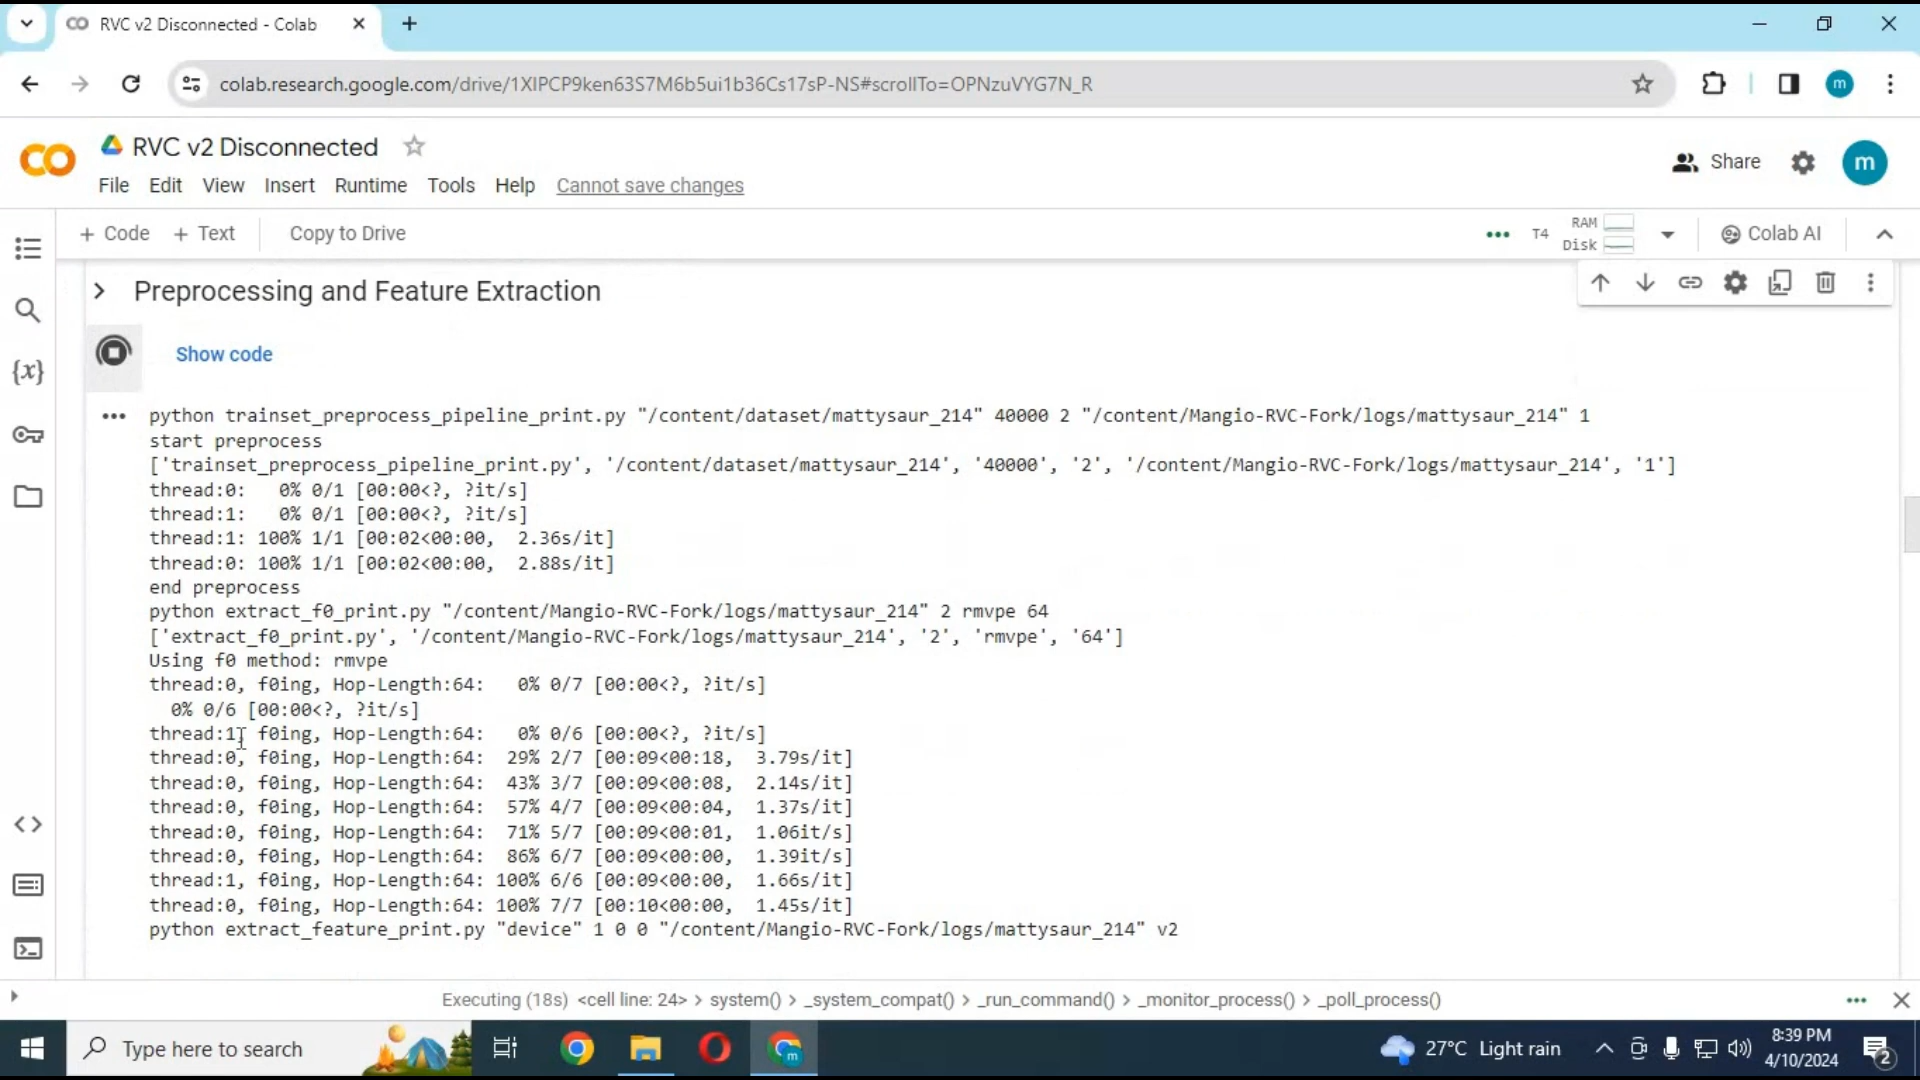 RVC v2 Disconnected - Colab
colab.research.google.com/drive/1XIPCP9ken63S7M6b5ui1b36Cs17sP-NS#scrollTo=OPNzuVYG7N_R
m
RVC v2 Disconnected
Share
m
File Edit View Insert Runtime Tools Help Cannot save changes
+ Code + Text Copy to Drive
T4
RAM
Disk
Colab AI
Preprocessing and Feature Extraction
Show code
python trainset_preprocess_pipeline_print.py "/content/dataset/mattysaur_214" 40000 2 "/content/Mangio-RVC-Fork/logs/mattysaur_214" 1
start preprocess
['trainset_preprocess_pipeline_print.py', '/content/dataset/mattysaur_214', '40000', '2', '/content/Mangio-RVC-Fork/logs/mattysaur_214', '1']
thread:0:   0% 0/1 [00:00<?, ?it/s]
thread:1:   0% 0/1 [00:00<?, ?it/s]
thread:1: 100% 1/1 [00:02<00:00,  2.36s/it]
thread:0: 100% 1/1 [00:02<00:00,  2.88s/it]
end preprocess
python extract_f0_print.py "/content/Mangio-RVC-Fork/logs/mattysaur_214" 2 rmvpe 64
['extract_f0_print.py', '/content/Mangio-RVC-Fork/logs/mattysaur_214', '2', 'rmvpe', '64']
Using f0 method: rmvpe
thread:0, f0ing, Hop-Length:64:   0% 0/7 [00:00<?, ?it/s]
  0% 0/6 [00:00<?, ?it/s]
thread:1, f0ing, Hop-Length:64:   0% 0/6 [00:00<?, ?it/s]
thread:0, f0ing, Hop-Length:64:  29% 2/7 [00:09<00:18,  3.79s/it]
thread:0, f0ing, Hop-Length:64:  43% 3/7 [00:09<00:08,  2.14s/it]
thread:0, f0ing, Hop-Length:64:  57% 4/7 [00:09<00:04,  1.37s/it]
thread:0, f0ing, Hop-Length:64:  71% 5/7 [00:09<00:01,  1.06it/s]
thread:0, f0ing, Hop-Length:64:  86% 6/7 [00:09<00:00,  1.39it/s]
thread:1, f0ing, Hop-Length:64: 100% 6/6 [00:09<00:00,  1.66s/it]
thread:0, f0ing, Hop-Length:64: 100% 7/7 [00:10<00:00,  1.45s/it]
python extract_feature_print.py "device" 1 0 0 "/content/Mangio-RVC-Fork/logs/mattysaur_214" v2
Executing (18s) <cell line: 24> > system() > _system_compat() > _run_command() > _monitor_process() > _poll_process()
Type here to search
m
27°C Light rain
8:39 PM
4/10/2024
2